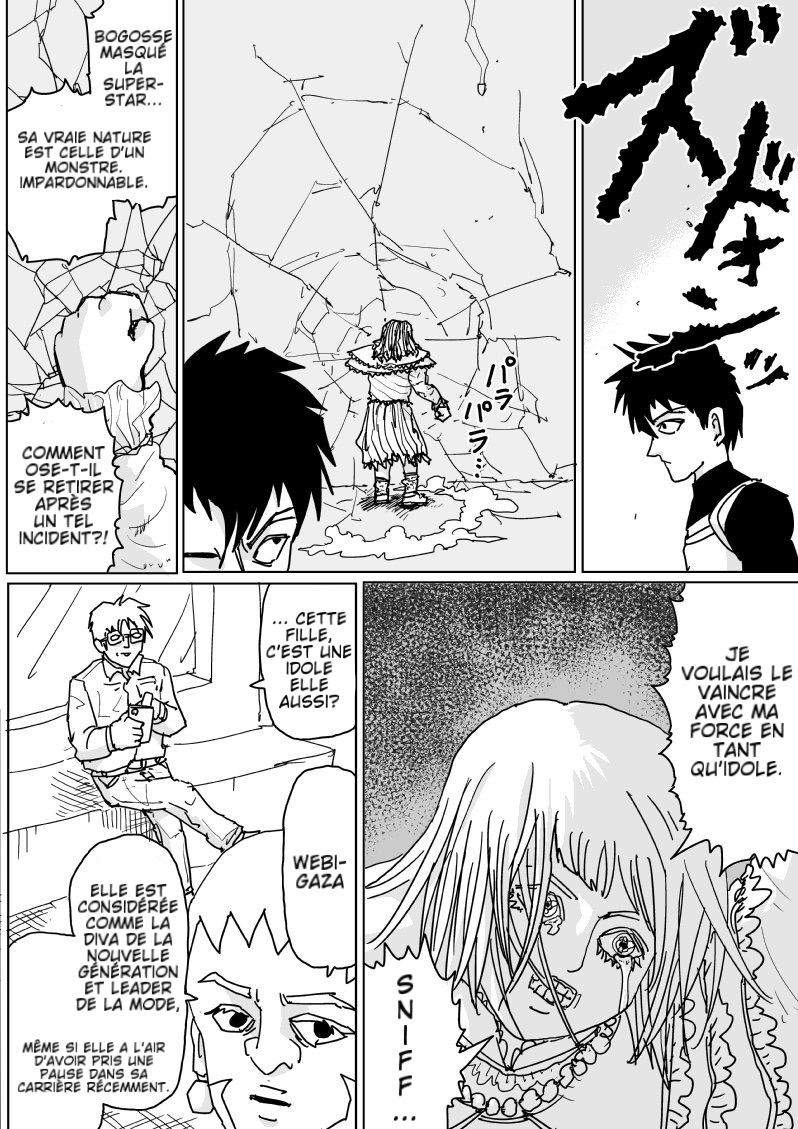 ズドォンッ
パラ
パラ…
BOGOSSE
MASQUÉ
LA
SUPER-
STAR...
SA VRAIE NATURE
EST CELLE D'UN
MONSTRE.
IMPARDONNABLE.
COMMENT
OSE-T-IL
SE RETIRER
APRÈS
UN TEL
INCIDENT?!
JE
VOULAIS LE
VAINCRE
AVEC MA
FORCE EN
TANT
QU'IDOLE.
SNIFF...
... CETTE
FILLE,
C'EST UNE
IDOLE
ELLE
AUSSI?
WEBI-
GAZA
ELLE EST
CONSIDÉRÉE
COMME LA
DIVA DE LA
NOUVELLE
GÉNÉRATION
ET LEADER
DE LA MODE,
MÊME SI ELLE A L'AIR
D'AVOIR PRIS UNE
PAUSE DANS SA
CARRIÈRE RÉCEMMENT.